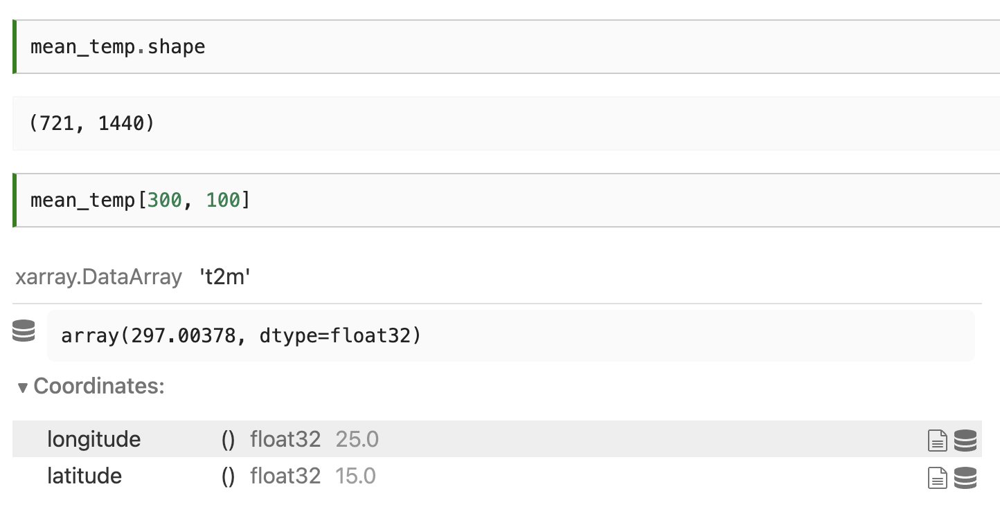 mean_temp.shape
(721, 1440)
mean_temp[300, 100]
xarray.DataArray 't2m'
array(297.00378, dtype=float32)
▼ Coordinates:
longitude () float32 25.0
latitude () float32 15.0